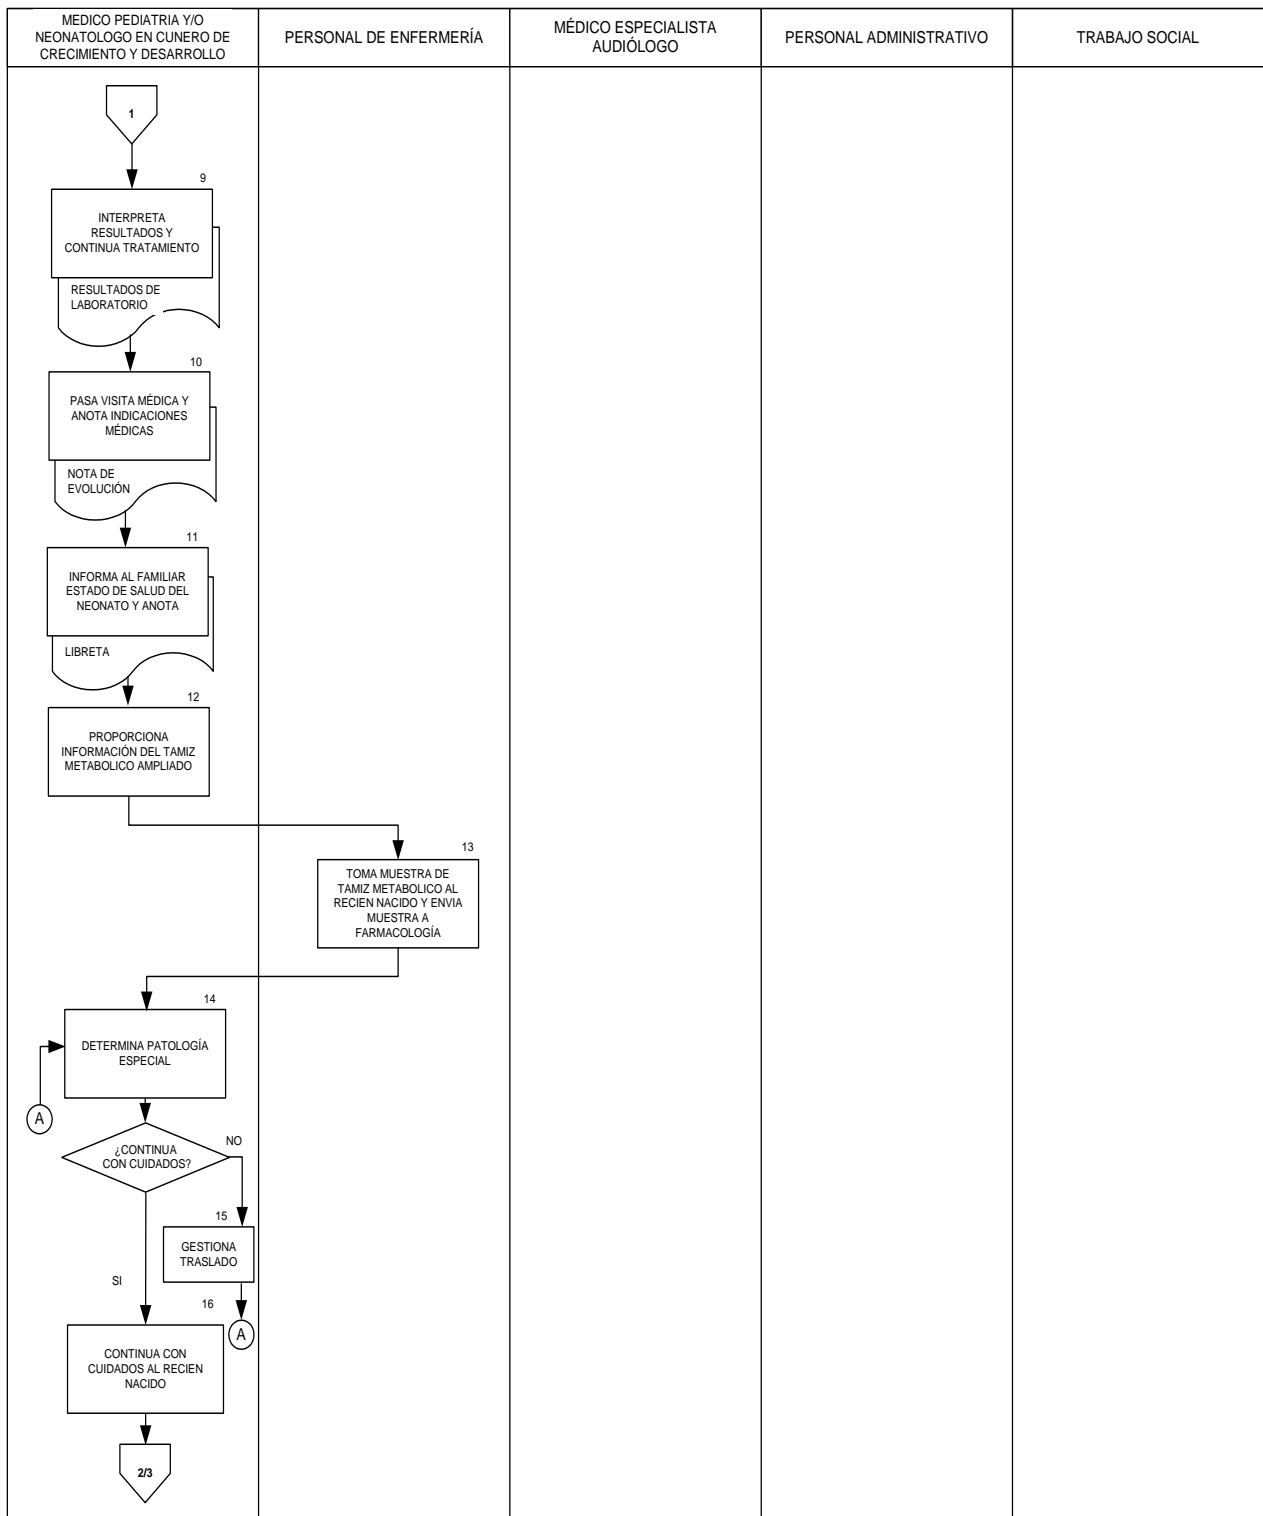 MEDICO PEDIATRIA Y/O
NEONATOLOGO EN CUNERO DE
CRECIMIENTO Y DESARROLLO
PERSONAL DE ENFERMERÍA
MÉDICO ESPECIALISTA
AUDIÓLOGO
PERSONAL ADMINISTRATIVO
TRABAJO SOCIAL
1
9
INTERPRETA
RESULTADOS Y
CONTINUA TRATAMIENTO
RESULTADOS DE
LABORATORIO
10
PASA VISITA MÉDICA Y
ANOTA INDICACIONES
MÉDICAS
NOTA DE
EVOLUCIÓN
11
INFORMA AL FAMILIAR
ESTADO DE SALUD DEL
NEONATO Y ANOTA
LIBRETA
12
PROPORCIONA
INFORMACIÓN DEL TAMIZ
METABOLICO AMPLIADO
13
TOMA MUESTRA DE
TAMIZ METABOLICO AL
RECIEN NACIDO Y ENVIA
MUESTRA A
FARMACOLOGÍA
14
DETERMINA PATOLOGÍA
ESPECIAL
A
¿CONTINUA
CON CUIDADOS?
NO
15
GESTIONA
TRASLADO
SI
16
A
CONTINUA CON
CUIDADOS AL RECIEN
NACIDO
2/3